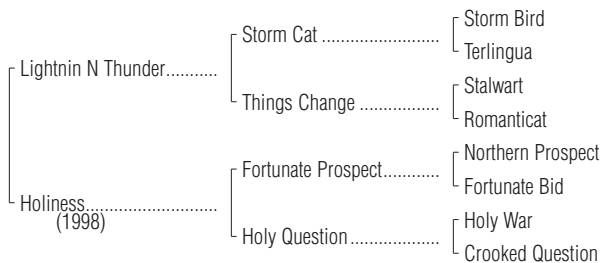 Storm Bird
Storm Cat ..............................
Terlingua
Lightnin N Thunder...........
Stalwart
Things Change ....................
Romanticat
Northern Prospect
Fortunate Prospect..............
Fortunate Bid
Holiness.................................
(1998)
Holy War
Holy Question.......................
Crooked Question